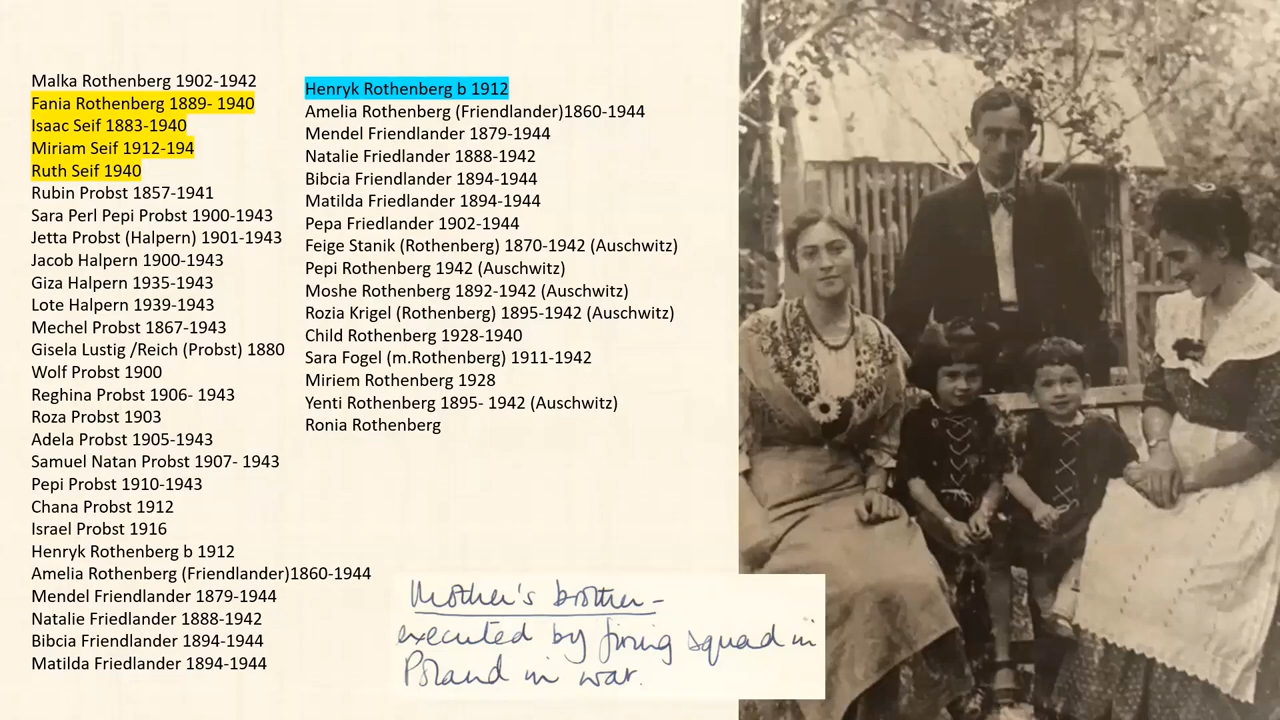 Malka Rothenberg 1902-1942
Fania Rothenberg 1889- 1940
Isaac Seif 1883-1940
Miriam Seif 1912-194
Ruth Seif 1940
Rubin Probst 1857-1941
Sara Perl Pepi Probst 1900-1943
Jetta Probst (Halpern) 1901-1943
Jacob Halpern 1900-1943
Giza Halpern 1935-1943
Lote Halpern 1939-1943
Mechel Probst 1867-1943
Gisela Lustig /Reich (Probst) 1880
Wolf Probst 1900
Reghina Probst 1906- 1943
Roza Probst 1903
Adela Probst 1905-1943
Samuel Natan Probst 1907- 1943
Pepi Probst 1910-1943
Chana Probst 1912
Israel Probst 1916
Henryk Rothenberg b 1912
Amelia Rothenberg (Friendlander)1860-1944
Mendel Friendlander 1879-1944
Natalie Friedlander 1888-1942
Bibcia Friendlander 1894-1944
Matilda Friedlander 1894-1944
Henryk Rothenberg b 1912
Amelia Rothenberg (Friendlander)1860-1944
Mendel Friendlander 1879-1944
Natalie Friedlander 1888-1942
Bibcia Friendlander 1894-1944
Matilda Friedlander 1894-1944
Pepa Friedlander 1902-1944
Feige Stanik (Rothenberg) 1870-1942 (Auschwitz)
Pepi Rothenberg 1942 (Auschwitz)
Moshe Rothenberg 1892-1942 (Auschwitz)
Rozia Krigel (Rothenberg) 1895-1942 (Auschwitz)
Child Rothenberg 1928-1940
Sara Fogel (m.Rothenberg) 1911-1942
Miriem Rothenberg 1928
Yenti Rothenberg 1895- 1942 (Auschwitz)
Ronia Rothenberg
Mother's brother -
executed by firing squad in
Poland in war.